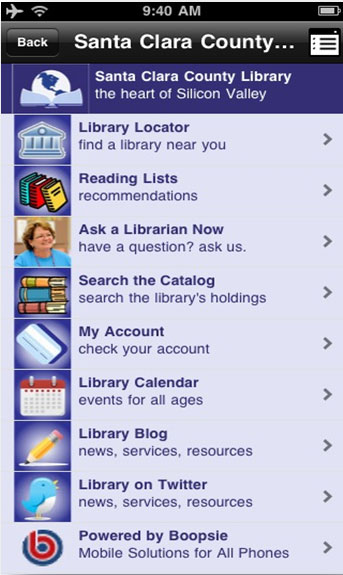 9:40 AM
Back
Santa Clara County...
Santa Clara County Library
the heart of Silicon Valley
Library Locator
find a library near you
Reading Lists
recommendations
Ask a Librarian Now
have a question? ask us.
Search the Catalog
search the library's holdings
My Account
check your account
Library Calendar
events for all ages
Library Blog
news, services, resources
Library on Twitter
news, services, resources
Powered by Boopsie
Mobile Solutions for All Phones